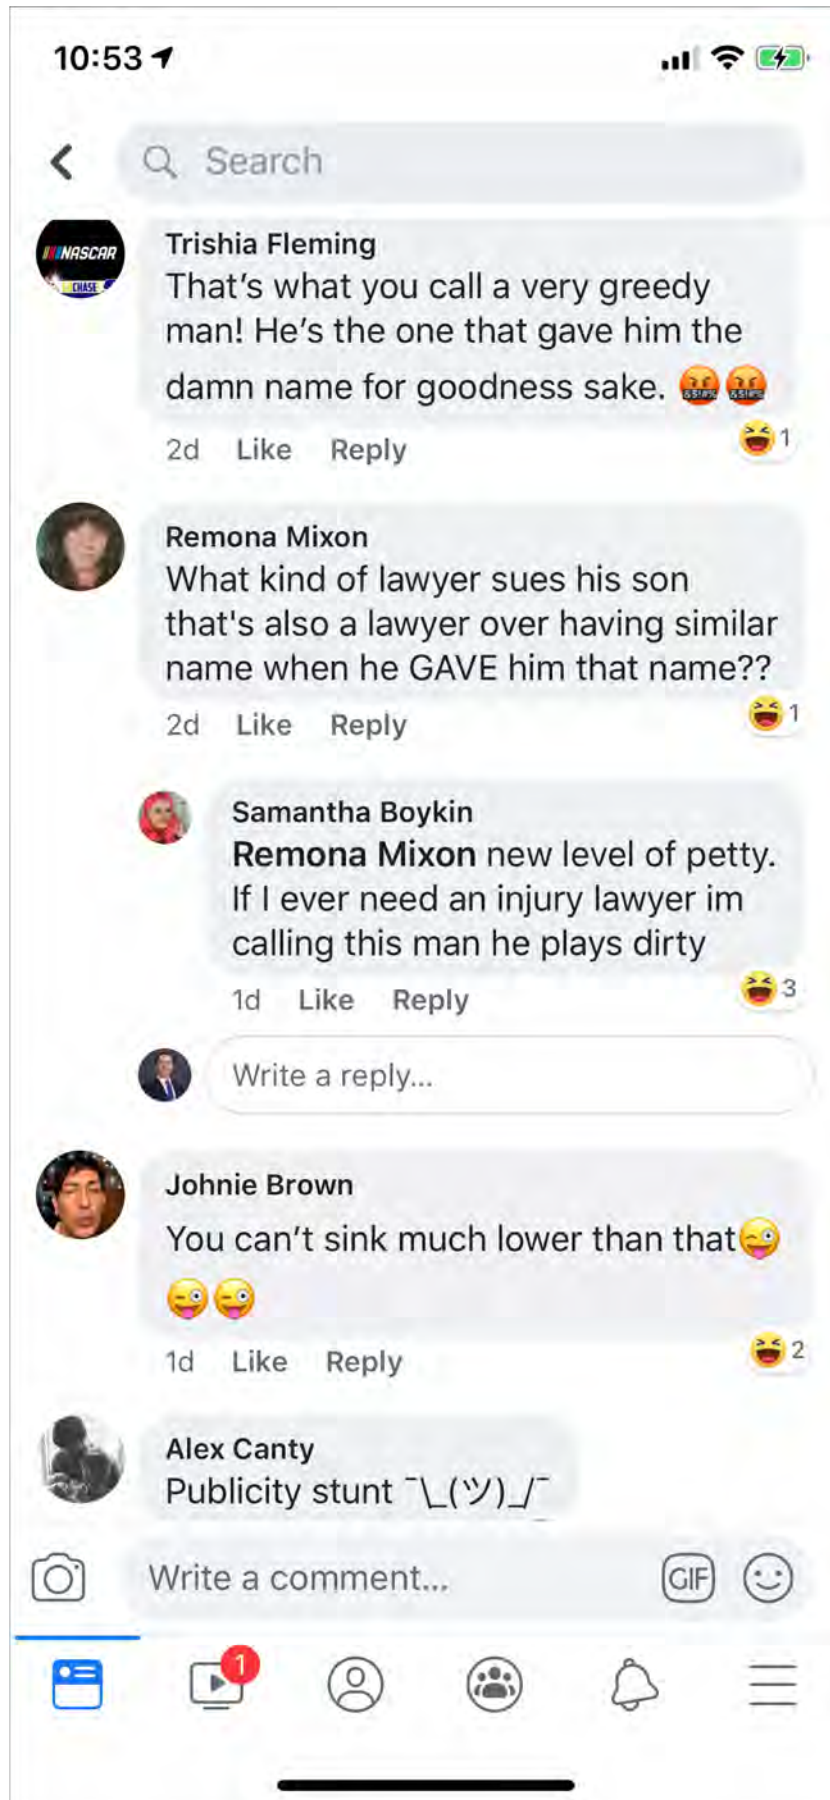 10:53
Search
NASCAR
CHASE
Trishia Fleming
That's what you call a very greedy
man! He's the one that gave him the
damn name for goodness sake. 🤬🤬
2d Like Reply
😆 1
Remona Mixon
What kind of lawyer sues his son
that's also a lawyer over having similar
name when he GAVE him that name??
2d Like Reply
😆 1
Samantha Boykin
Remona Mixon new level of petty.
If I ever need an injury lawyer im
calling this man he plays dirty
1d Like Reply
😆 3
Write a reply...
Johnie Brown
You can't sink much lower than that😜
😜😜
1d Like Reply
😆 2
Alex Canty
Publicity stunt ¯\_(ツ)_/¯
Write a comment...
GIF
1